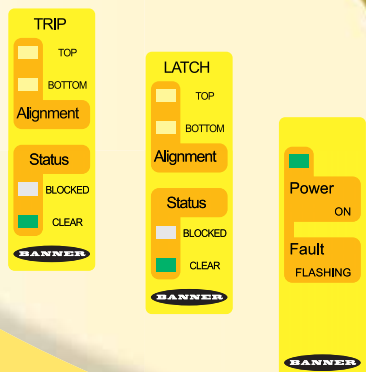 TRIP
TOP
BOTTOM
Alignment
Status
BLOCKED
CLEAR
BANNER
LATCH
TOP
BOTTOM
Alignment
Status
BLOCKED
CLEAR
BANNER
Power
ON
Fault
FLASHING
BANNER